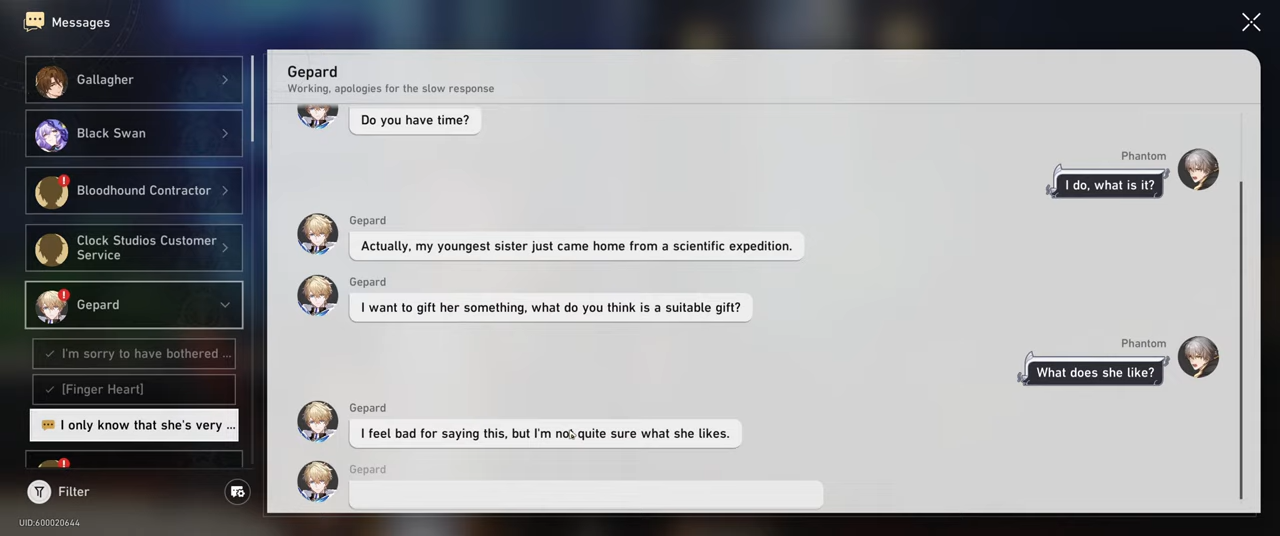 Messages
Gallagher
Black Swan
Bloodhound Contractor
Clock Studios Customer
Service
Gepard
I'm sorry to have bothered ...
[Finger Heart]
I only know that she's very ...
Filter
UID:600020644
Gepard
Working, apologies for the slow response
Do you have time?
Phantom
I do, what is it?
Gepard
Actually, my youngest sister just came home from a scientific expedition.
Gepard
I want to gift her something, what do you think is a suitable gift?
Phantom
What does she like?
Gepard
I feel bad for saying this, but I'm not quite sure what she likes.
Gepard